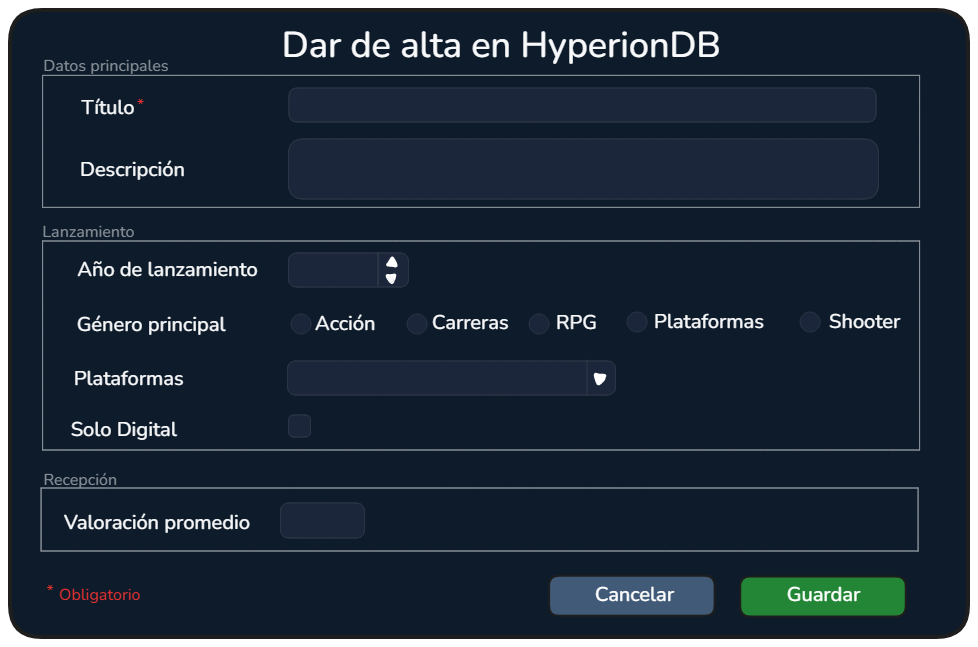 Dar de alta en HyperionDB
Datos principales
Título *
Descripción
Lanzamiento
Año de lanzamiento
Género principal Acción Carreras RPG Plataformas Shooter
Plataformas
Solo Digital
Recepción
Valoración promedio
* Obligatorio Cancelar Guardar